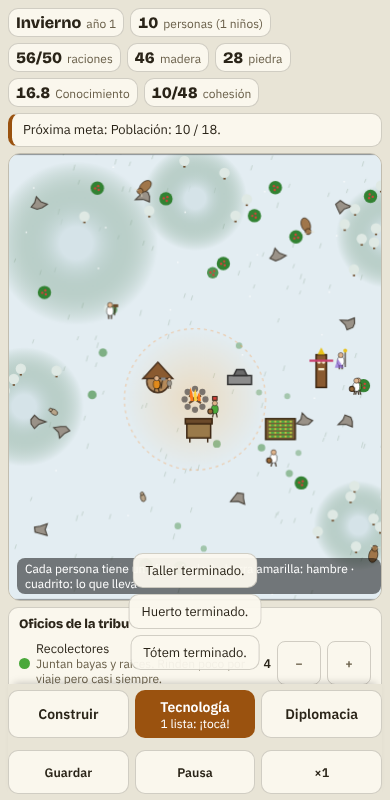 Invierno año 1
10 personas (1 niños)
56/50 raciones
46 madera
28 piedra
16.8 Conocimiento
10/48 cohesión
Próxima meta: Población: 10 / 18.
Cada persona tiene
amarilla: hambre ·
cuadrito: lo que lleva
Taller terminado.
Huerto terminado.
Tótem terminado.
Oficios de la tribu
Recolectores
Juntan bayas y
viaje pero casi siempre.
4
−
+
Construir
Tecnología
1 lista: ¡tocá!
Diplomacia
Guardar
Pausa
×1